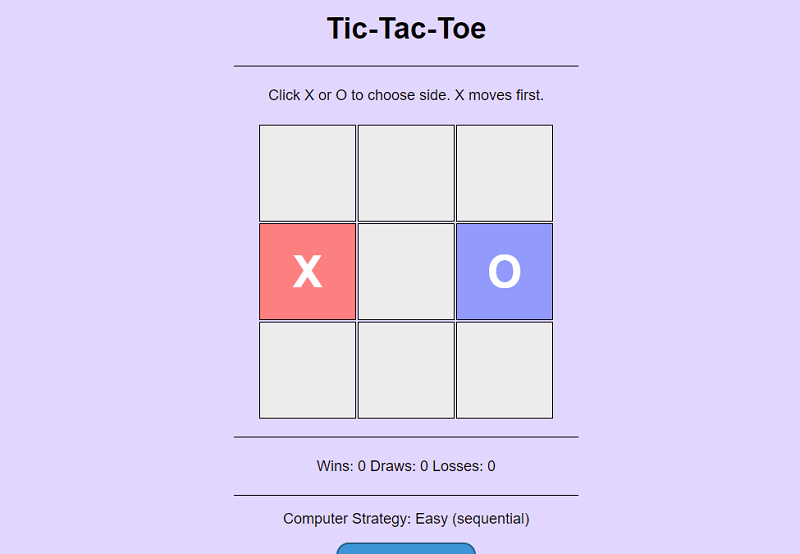 Tic-Tac-Toe
Click X or O to choose side. X moves first.
X O
Wins: 0 Draws: 0 Losses: 0
Computer Strategy: Easy (sequential)